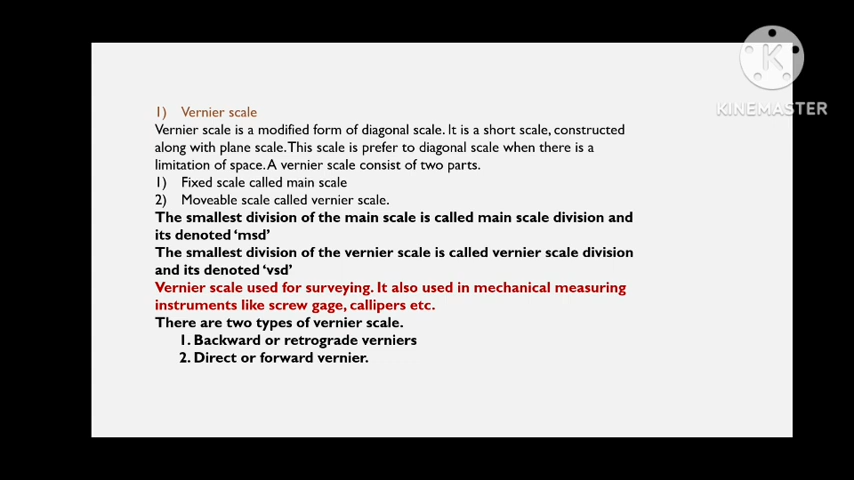 KINEMASTER
1) Vernier scale
Vernier scale is a modified form of diagonal scale. It is a short scale, constructed
along with plane scale. This scale is prefer to diagonal scale when there is a
limitation of space. A vernier scale consist of two parts.
1) Fixed scale called main scale
2) Moveable scale called vernier scale.
The smallest division of the main scale is called main scale division and
its denoted ‘msd’
The smallest division of the vernier scale is called vernier scale division
and its denoted ‘vsd’
Vernier scale used for surveying. It also used in mechanical measuring
instruments like screw gage, callipers etc.
There are two types of vernier scale.
1. Backward or retrograde verniers
2. Direct or forward vernier.